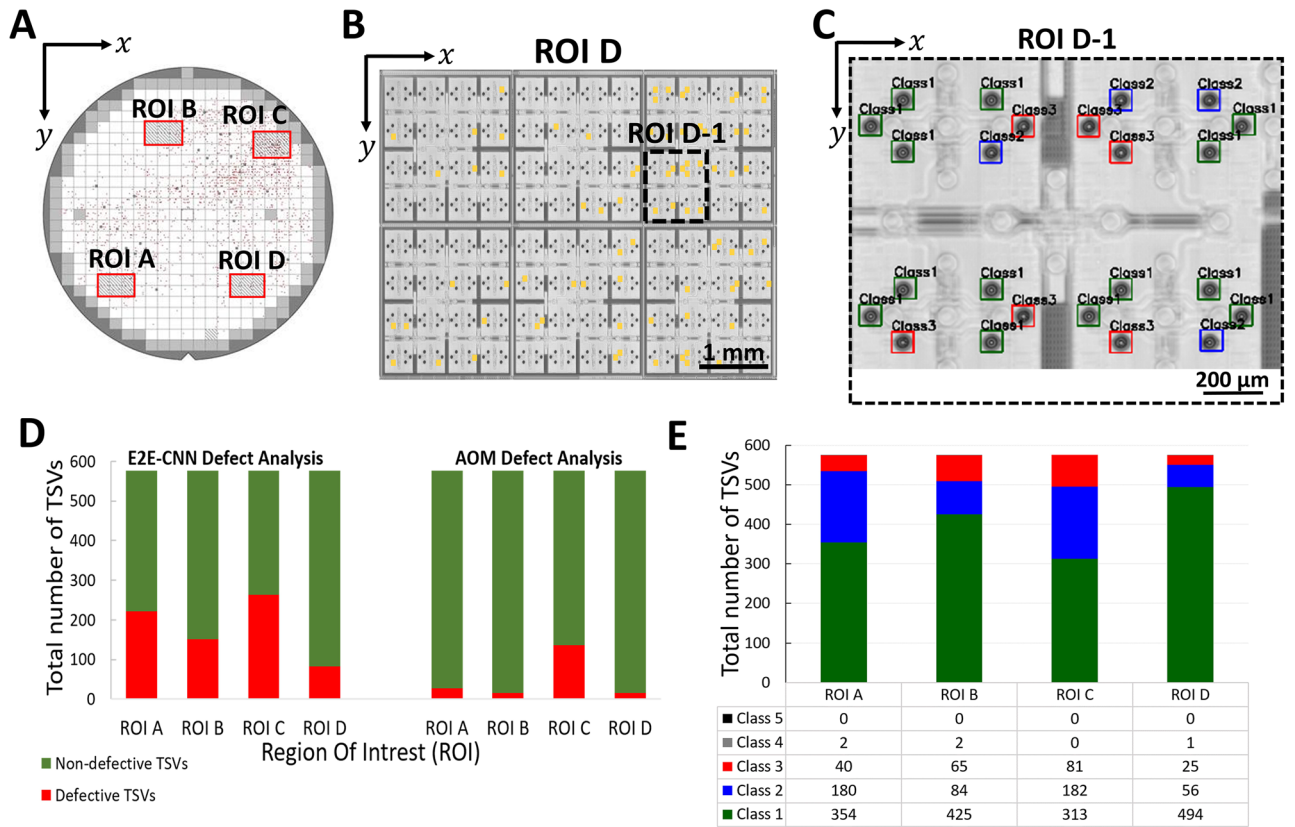 A
x
y
ROI B
ROI C
ROI A
ROI D
B
x
y
ROI D
ROI D-1
1 mm
C
x
y
ROI D-1
Class1
Class1
Class2
Class2
Class1
Class3
Class3
Class1
Class1
Class2
Class3
Class1
Class1
Class1
Class1
Class1
Class1
Class3
Class1
Class1
Class3
Class1
Class3
Class2
200 µm
D
E2E-CNN Defect Analysis
AOM Defect Analysis
Total number of TSVs
600
500
400
300
200
100
0
ROI A
ROI B
ROI C
ROI D
ROI A
ROI B
ROI C
ROI D
Region Of Intrest (ROI)
Non-defective TSVs
Defective TSVs
E
Total number of TSVs
600
500
400
300
200
100
0
ROI A ROI B ROI C ROI D
Class 5 0 0 0 0
Class 4 2 2 0 1
Class 3 40 65 81 25
Class 2 180 84 182 56
Class 1 354 425 313 494